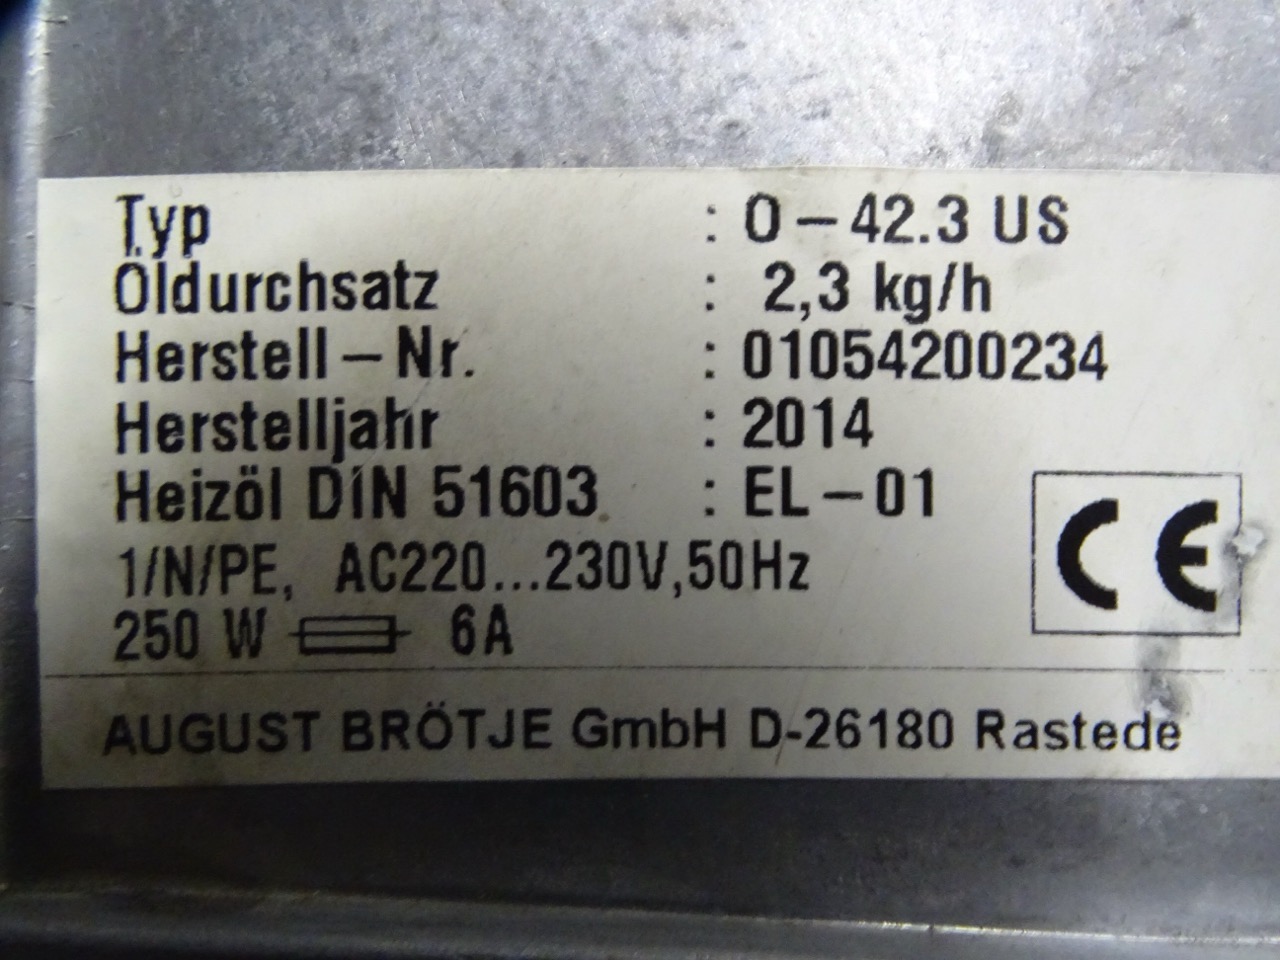 Typ : O-42.3 US
Öldurchsatz : 2,3 kg/h
Herstell-Nr. : 01054200234
Herstelljahr : 2014
Heizöl DIN 51603 : EL-01
1/N/PE, AC220...230V,50Hz
250 W 6A
CE
AUGUST BRÖTJE GmbH D-26180 Rastede